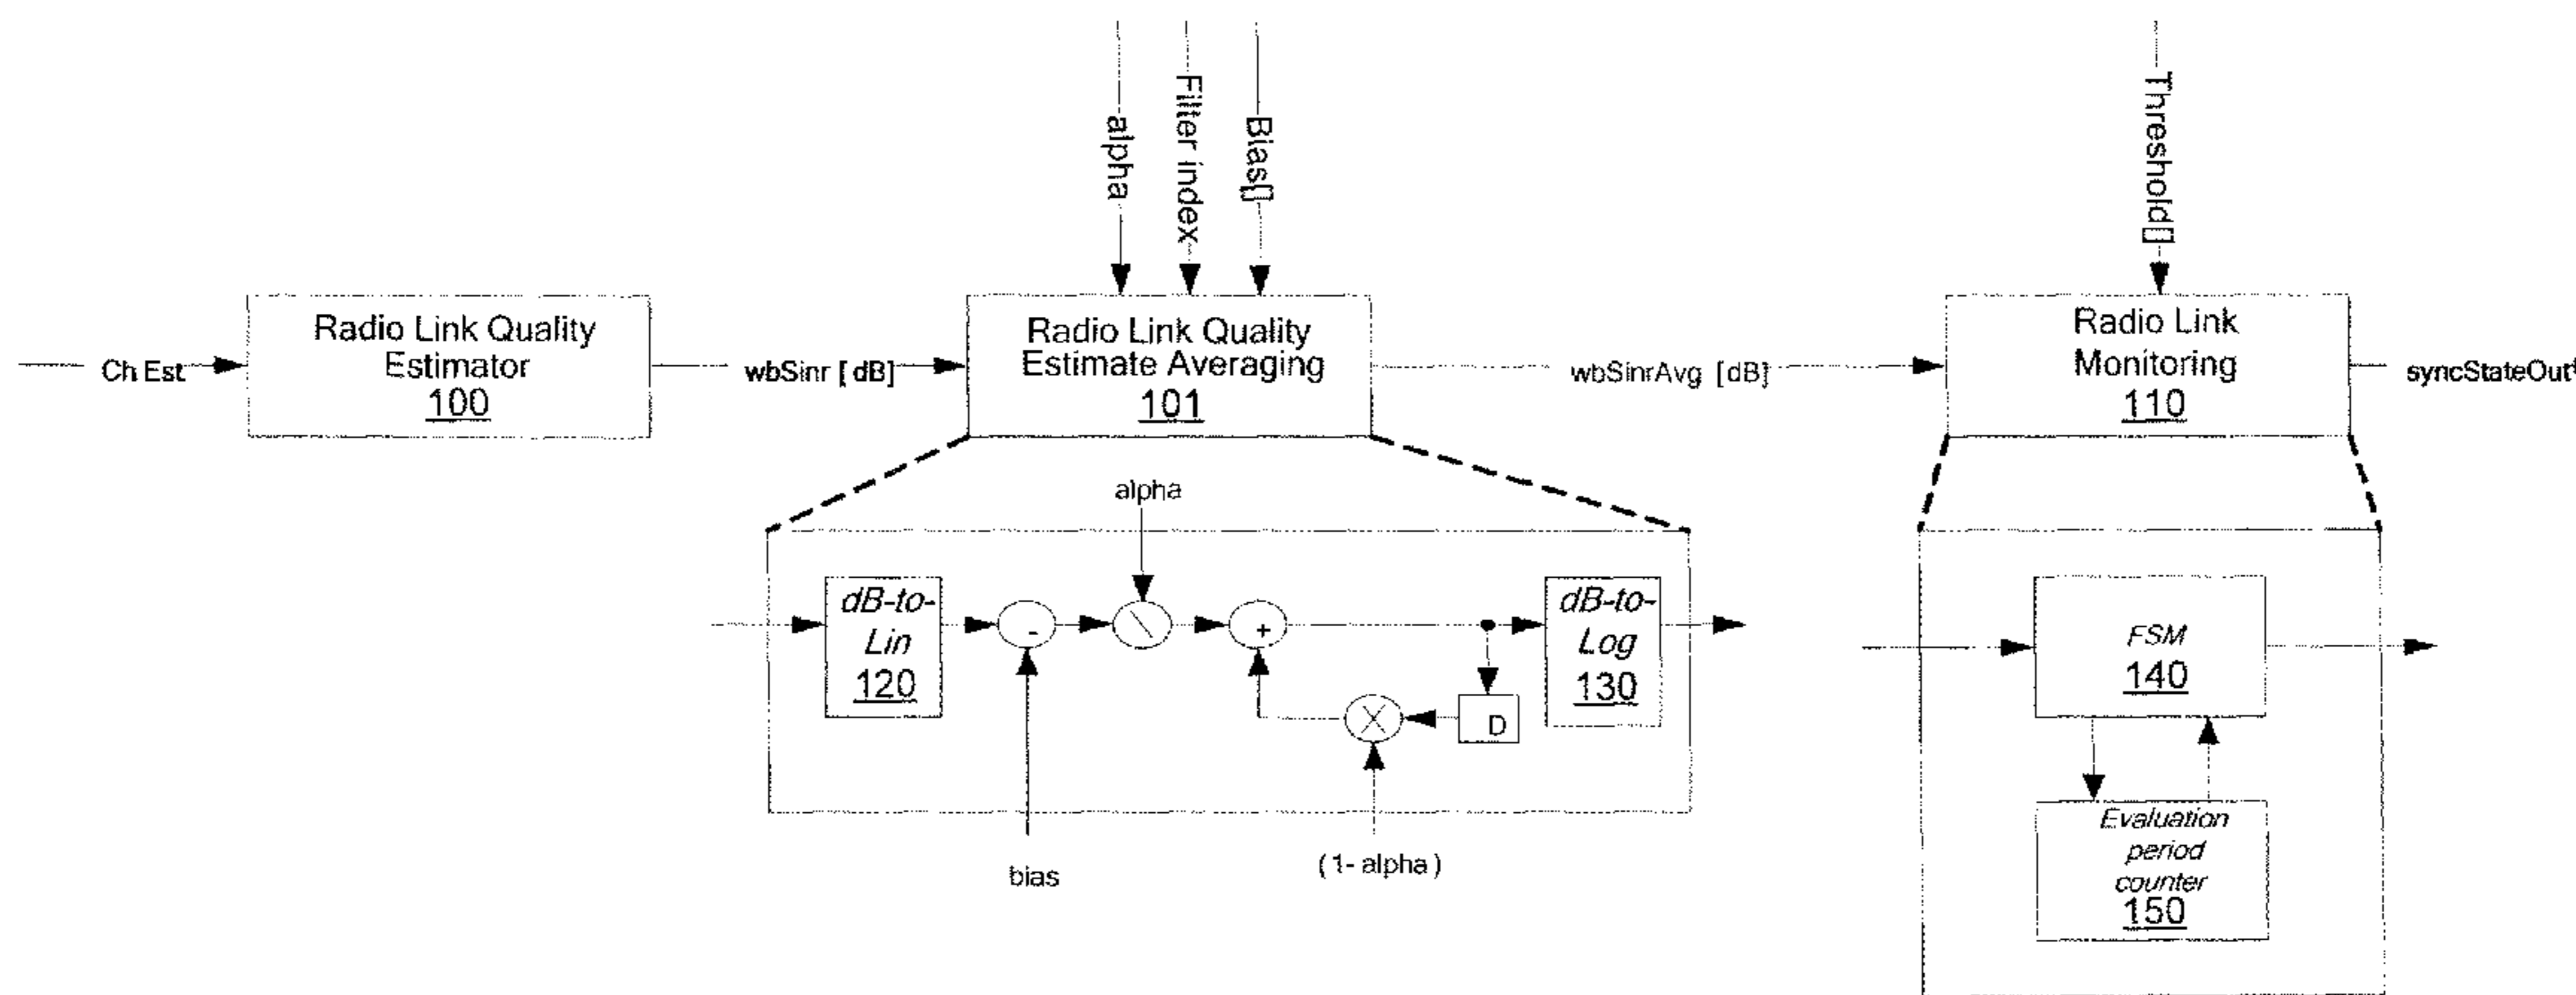 alpha
Filter index
Bias[]
Threshold[]
Ch Est
Radio Link Quality
Estimator
100
wbSinr [ dB]
Radio Link Quality
Estimate Averaging
101
wbSinrAvg [dB]
Radio Link
Monitoring
110
syncStateOut
alpha
dB-to-
Lin
120
-
+
dB-to-
Log
130
D
X
bias
(1- alpha )
FSM
140
Evaluation
period
counter
150